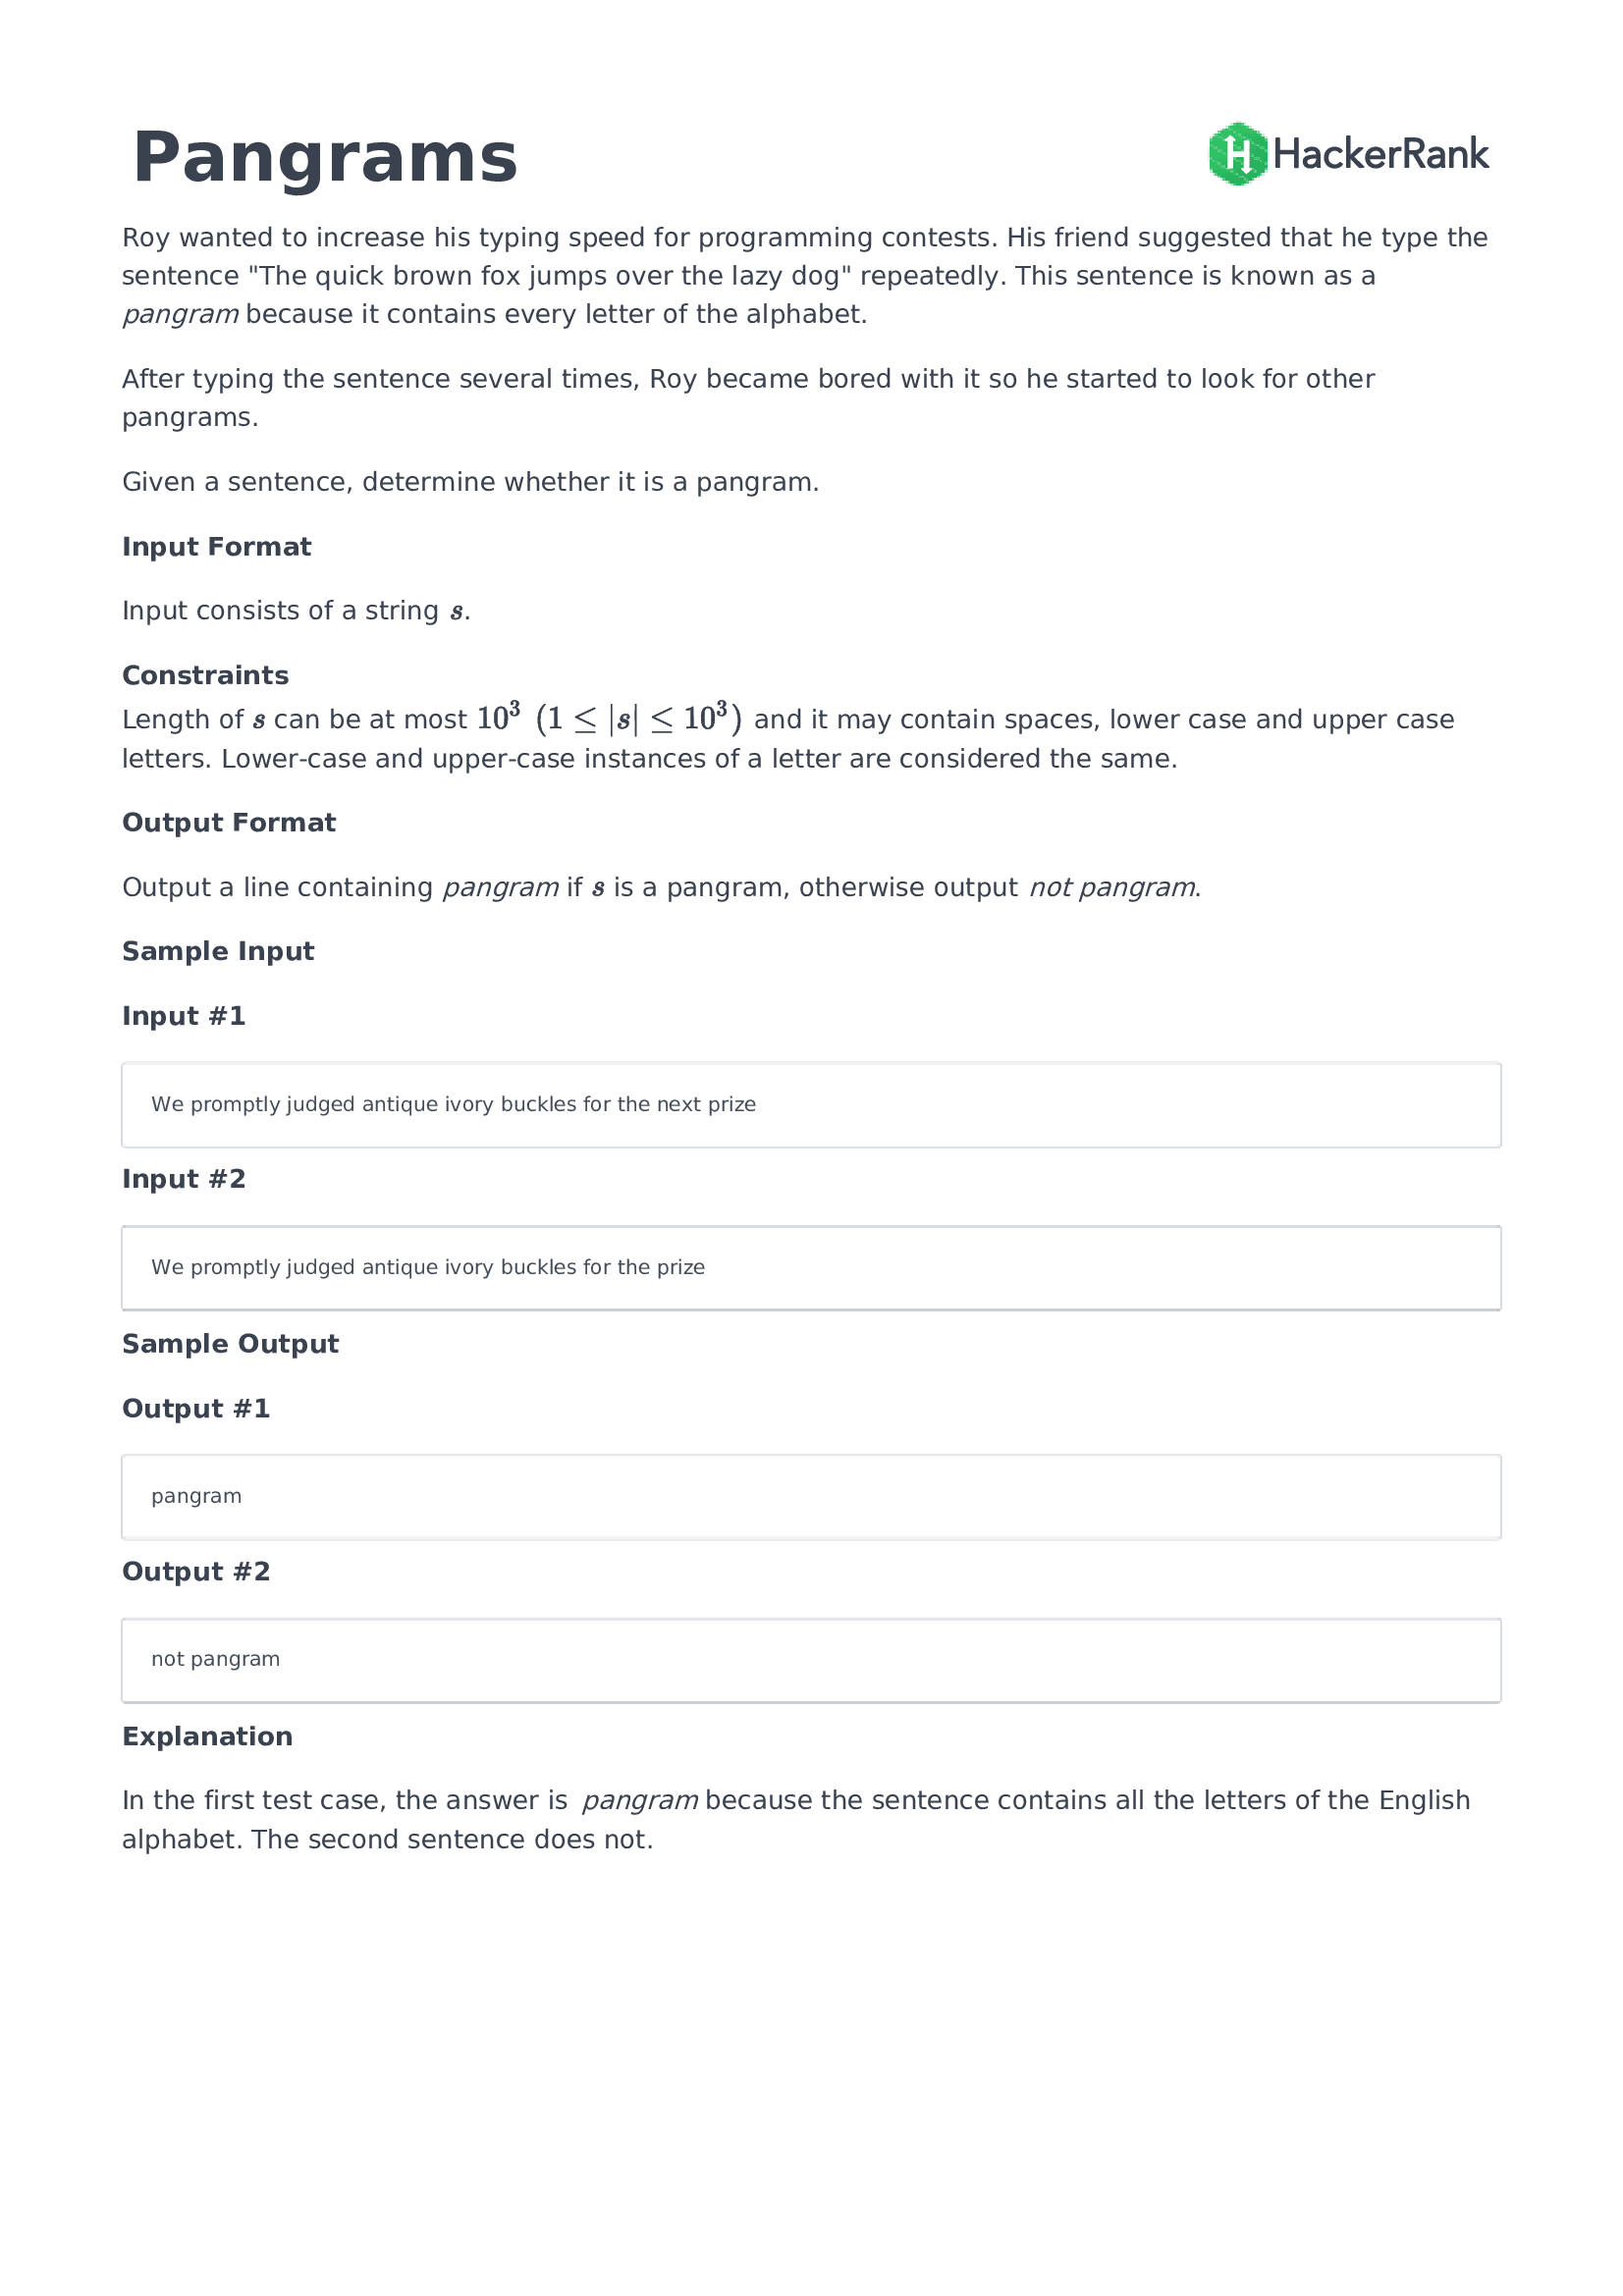 Pangrams
HackerRank
Roy wanted to increase his typing speed for programming contests. His friend suggested that he type the
sentence "The quick brown fox jumps over the lazy dog" repeatedly. This sentence is known as a
pangram because it contains every letter of the alphabet.
After typing the sentence several times, Roy became bored with it so he started to look for other
pangrams.
Given a sentence, determine whether it is a pangram.
Input Format
Input consists of a string s.
Constraints
Length of s can be at most 10³ (1 ≤ |s| ≤ 10³) and it may contain spaces, lower case and upper case
letters. Lower-case and upper-case instances of a letter are considered the same.
Output Format
Output a line containing pangram if s is a pangram, otherwise output not pangram.
Sample Input
Input #1
We promptly judged antique ivory buckles for the next prize
Input #2
We promptly judged antique ivory buckles for the prize
Sample Output
Output #1
pangram
Output #2
not pangram
Explanation
In the first test case, the answer is pangram because the sentence contains all the letters of the English
alphabet. The second sentence does not.